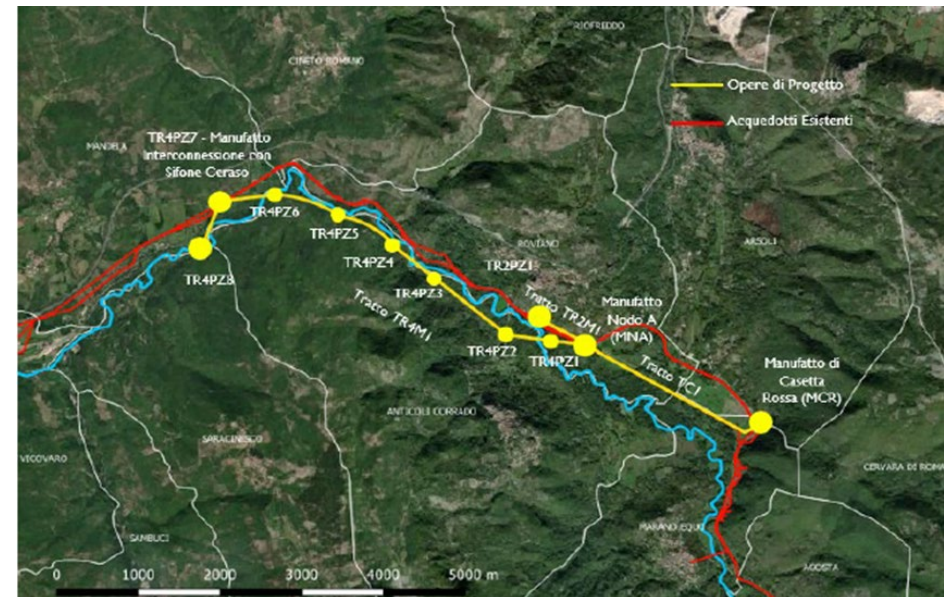 RIOFREDDO
CINETO ROMANO
Opere di Progetto
Acquedotti Esistenti
MANDELA
TR4PZ7 - Manufatto
Interconnessione con
Sifone Ceraso
TR4PZ6
TR4PZ5
TR4PZ4
TR4PZ3
TR4PZ8
ROVIANO
ARSOLI
TR2PZ1
Tratto TR2M1
Manufatto
Nodo A
(MNA)
Tratto TR4M1
TR4PZ2
TR4PZ1
Tratto TC1
Manufatto di
Casetta
Rossa (MCR)
ANTICOLI CORRADO
SARACINESCO
VICOVARO
CERVARA DI ROMA
SAMBUCI
MARANO EQUO
AGOSTA
0 1000 2000 3000 4000 5000 m